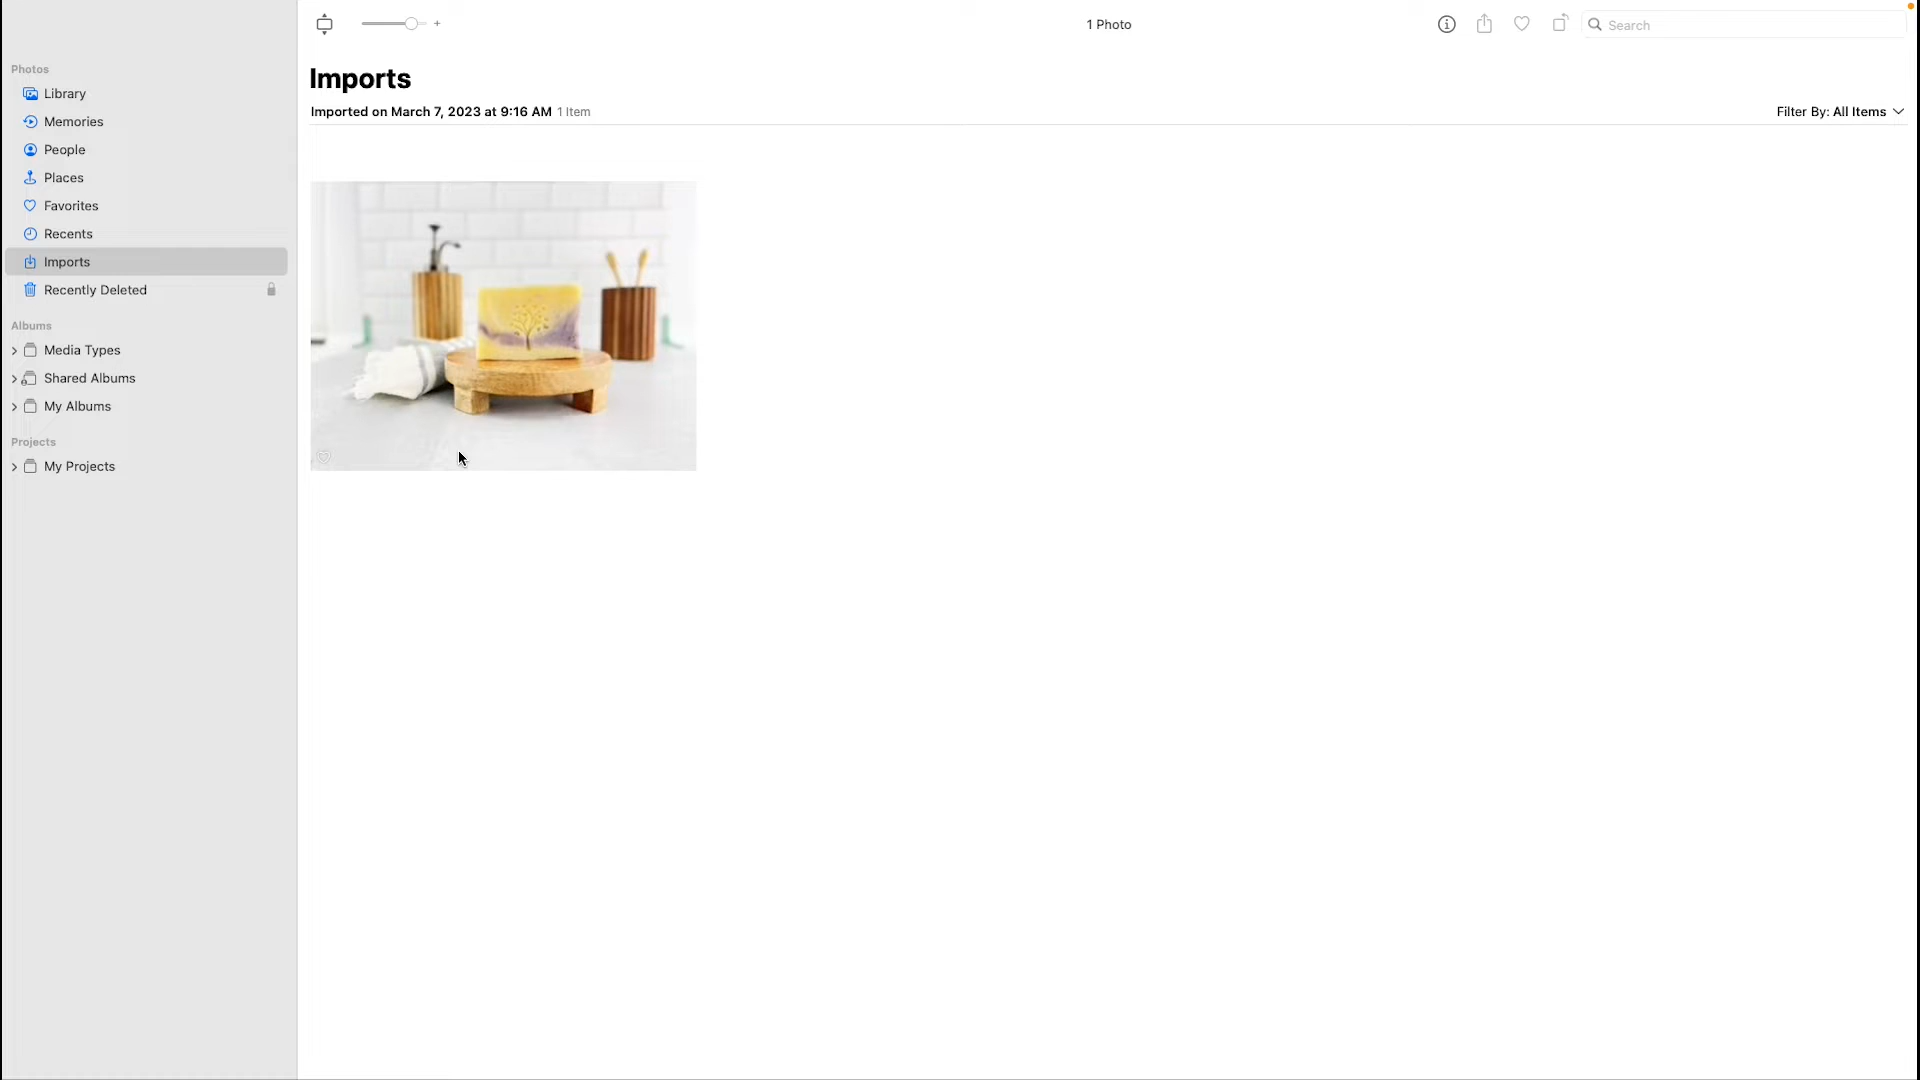 1 Photo
Search
Photos
Library
Memories
People
Places
Favorites
Recents
Imports
Recently Deleted
Albums
Media Types
Shared Albums
My Albums
Projects
My Projects
Imports
Imported on March 7, 2023 at 9:16 AM 1 Item
Filter By: All Items